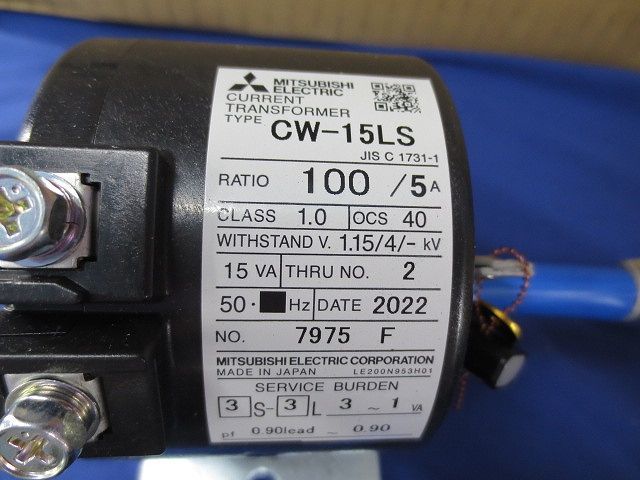 MITSUBISHI
ELECTRIC
CURRENT
TRANSFORMER
TYPE CW-15LS
JIS C 1731-1
RATIO 100 /5 A
CLASS 1.0 OCS 40
WITHSTAND V. 1.15/4/- kV
15 VA THRU NO. 2
50・■Hz DATE 2022
NO. 7975 F
MITSUBISHI ELECTRIC CORPORATION
MADE IN JAPAN LE200N953H01
SERVICE BURDEN
3 S-3 L 3 ~ 1 VA
pf 0.90lead ~ 0.90